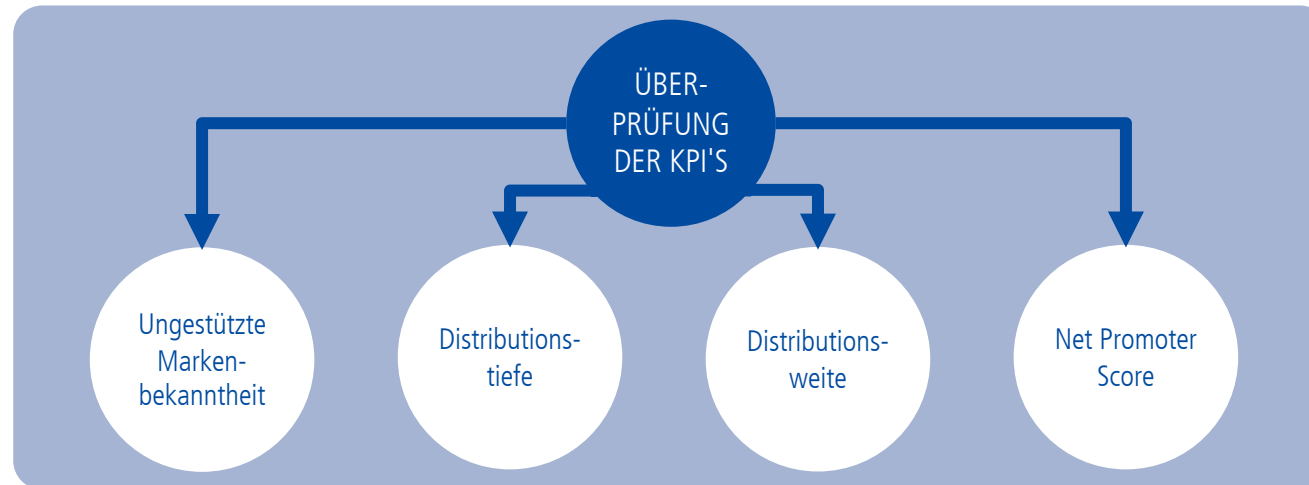 ÜBER-
PRÜFUNG
DER KPI'S
Ungestützte
Marken-
bekanntheit
Distributions-
tiefe
Distributions-
weite
Net Promoter
Score